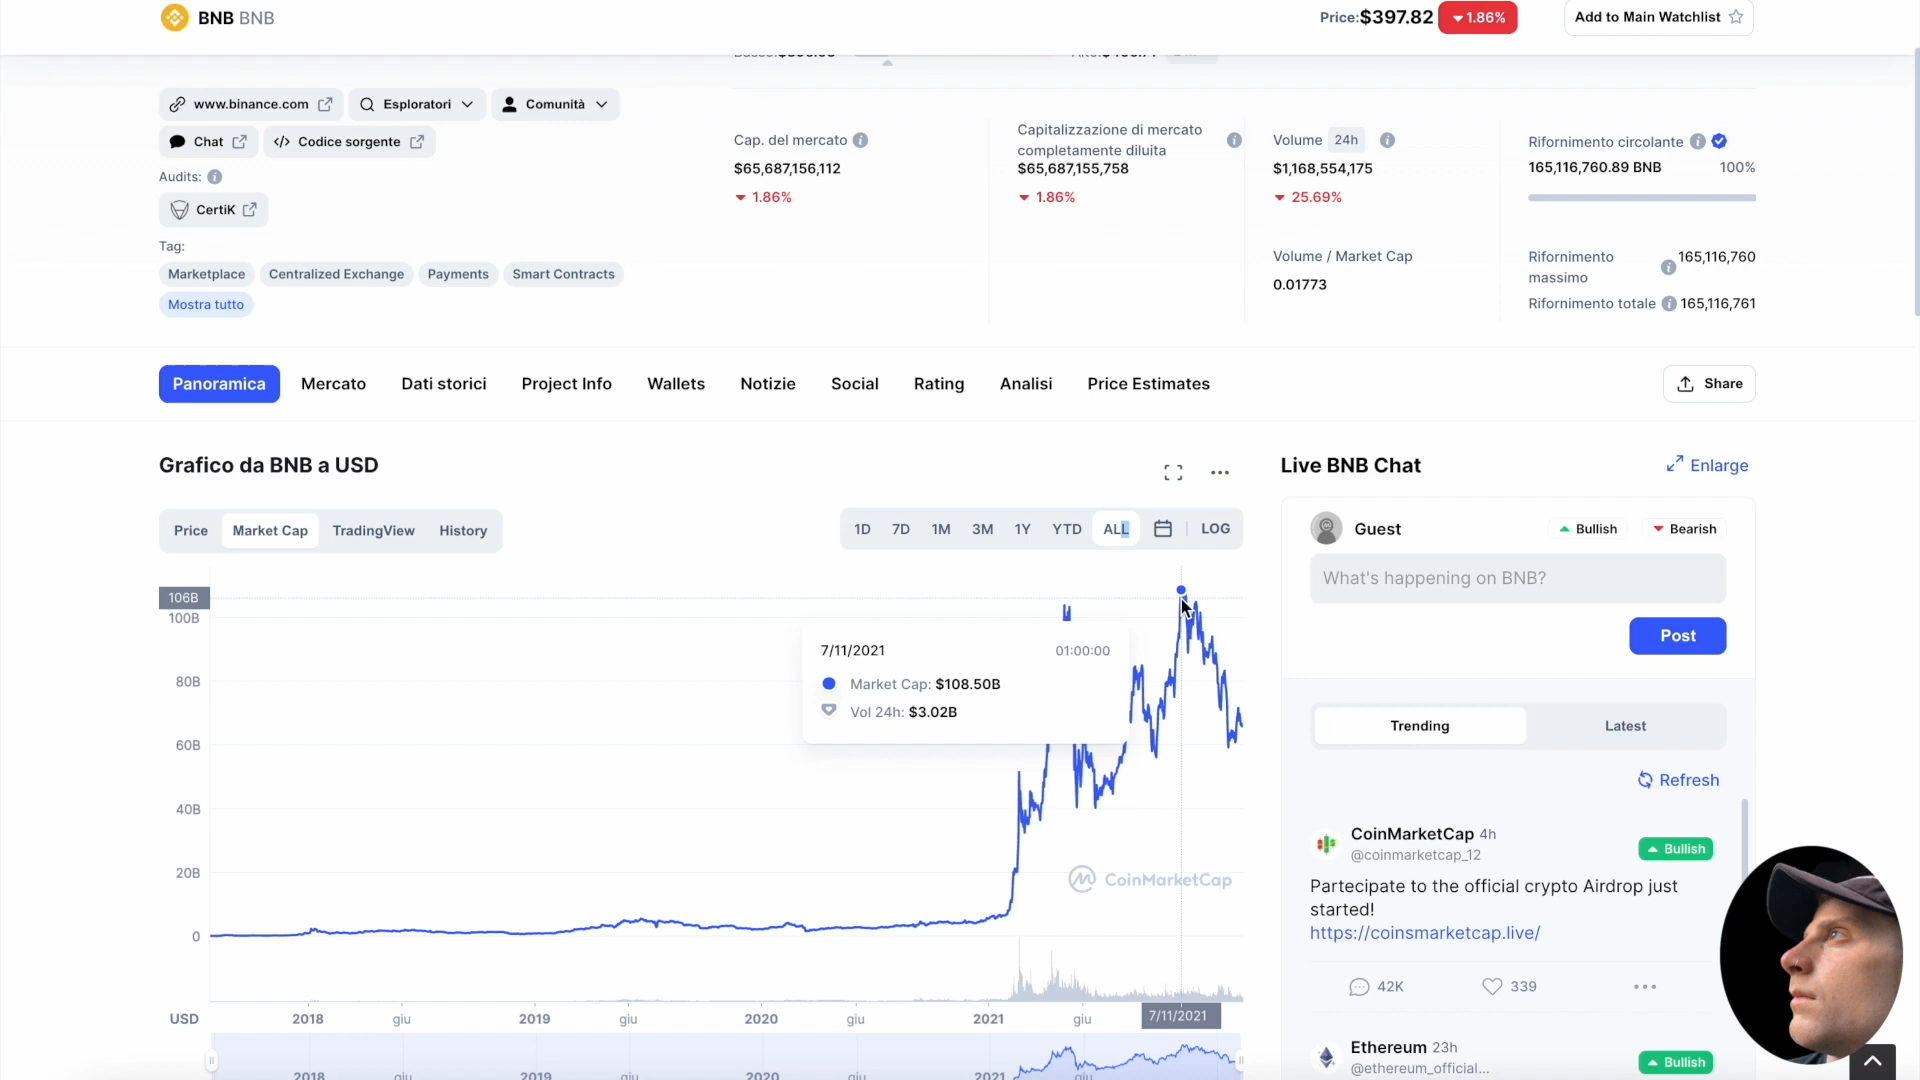 BNB BNB
Price:$397.82 1.86%
Add to Main Watchlist
www.binance.com
Esploratori
Comunità
Chat
Codice sorgente
Audits:
CertiK
Tag:
Marketplace
Centralized Exchange
Payments
Smart Contracts
Mostra tutto
Cap. del mercato
$65,687,156,112
1.86%
Capitalizzazione di mercato
completamente diluita
$65,687,155,758
1.86%
Volume 24h
$1,168,554,175
25.69%
Volume / Market Cap
0.01773
Rifornimento circolante
165,116,760.89 BNB 100%
Rifornimento
massimo
165,116,760
Rifornimento totale 165,116,761
Panoramica
Mercato
Dati storici
Project Info
Wallets
Notizie
Social
Rating
Analisi
Price Estimates
Share
Grafico da BNB a USD
Price
Market Cap
TradingView
History
1D 7D 1M 3M 1Y YTD ALL LOG
106B
100B
80B
60B
40B
20B
0
7/11/2021 01:00:00
Market Cap: $108.50B
Vol 24h: $3.02B
CoinMarketCap
USD 2018 giu 2019 giu 2020 giu 2021 giu 7/11/2021
2018 giu 2019 giu 2020 giu 2021
Live BNB Chat
Enlarge
Guest
Bullish
Bearish
What's happening on BNB?
Post
Trending
Latest
Refresh
CoinMarketCap 4h
@coinmarketcap_12
Bullish
Partecipate to the official crypto Airdrop just
started!
https://coinsmarketcap.live/
42K
339
Ethereum 23h
@ethereum_official...
Bullish